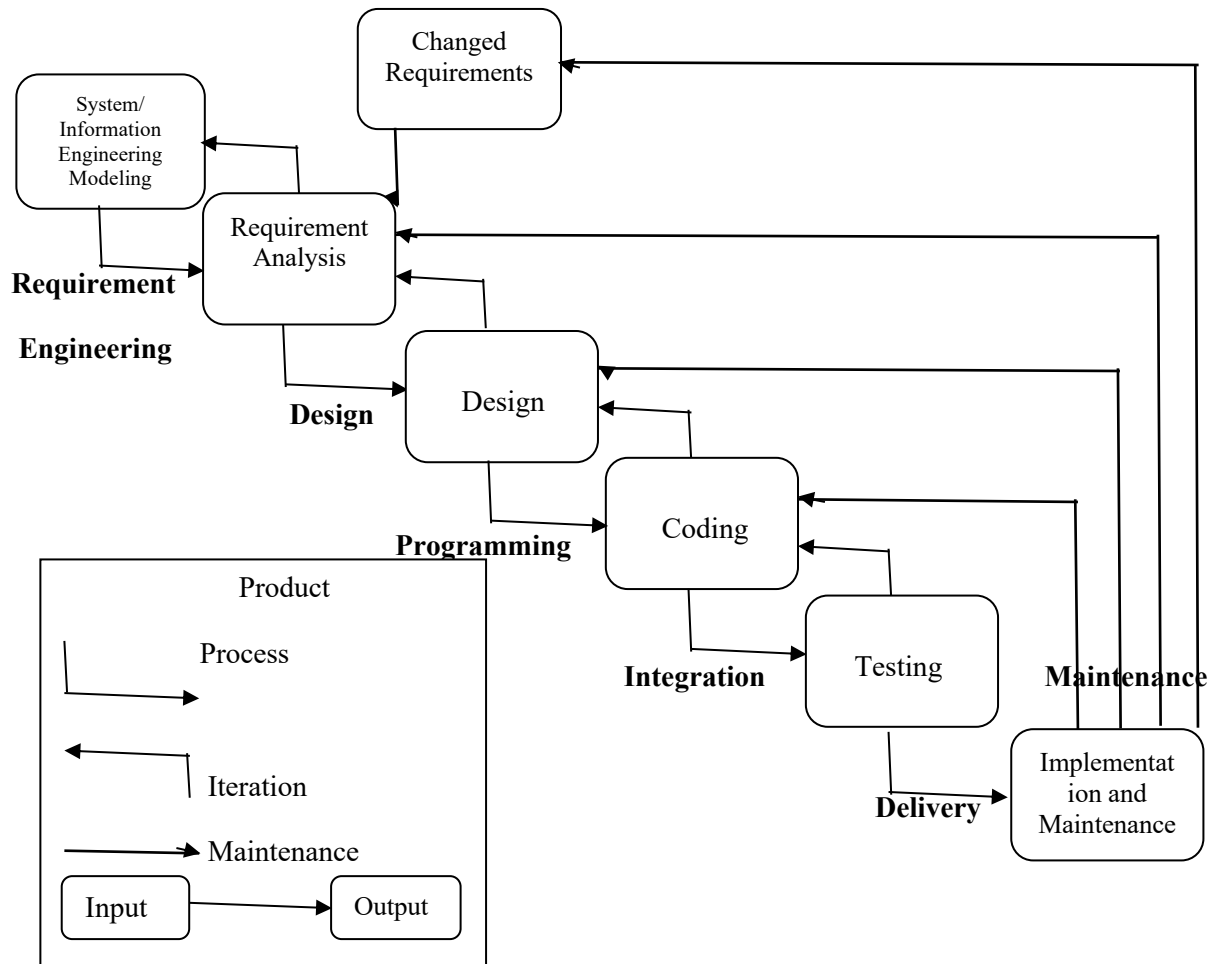 Changed
Requirements
System/
Information
Engineering
Modeling
Requirement
Analysis
Requirement
Engineering
Design
Design
Programming
Coding
Integration
Testing
Maintenance
Delivery
Implementat
ion and
Maintenance
Product
Process
Iteration
Maintenance
Input
Output